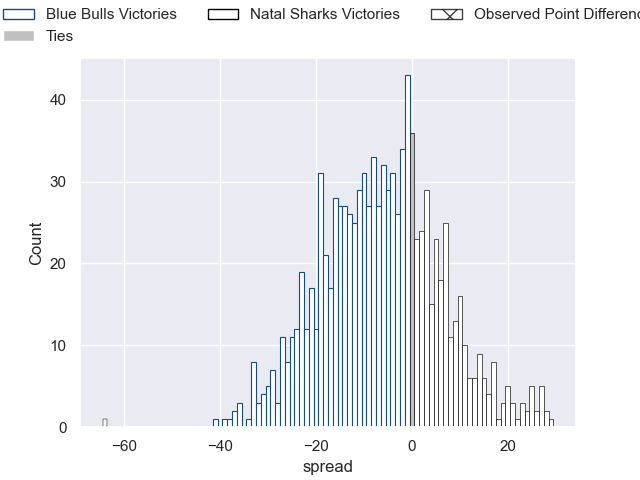 Blue Bulls Victories Natal Sharks Victories Observed Point Differenc
Ties
40
30
20
10
0
Count
−60 −40 −20 0 20
spread